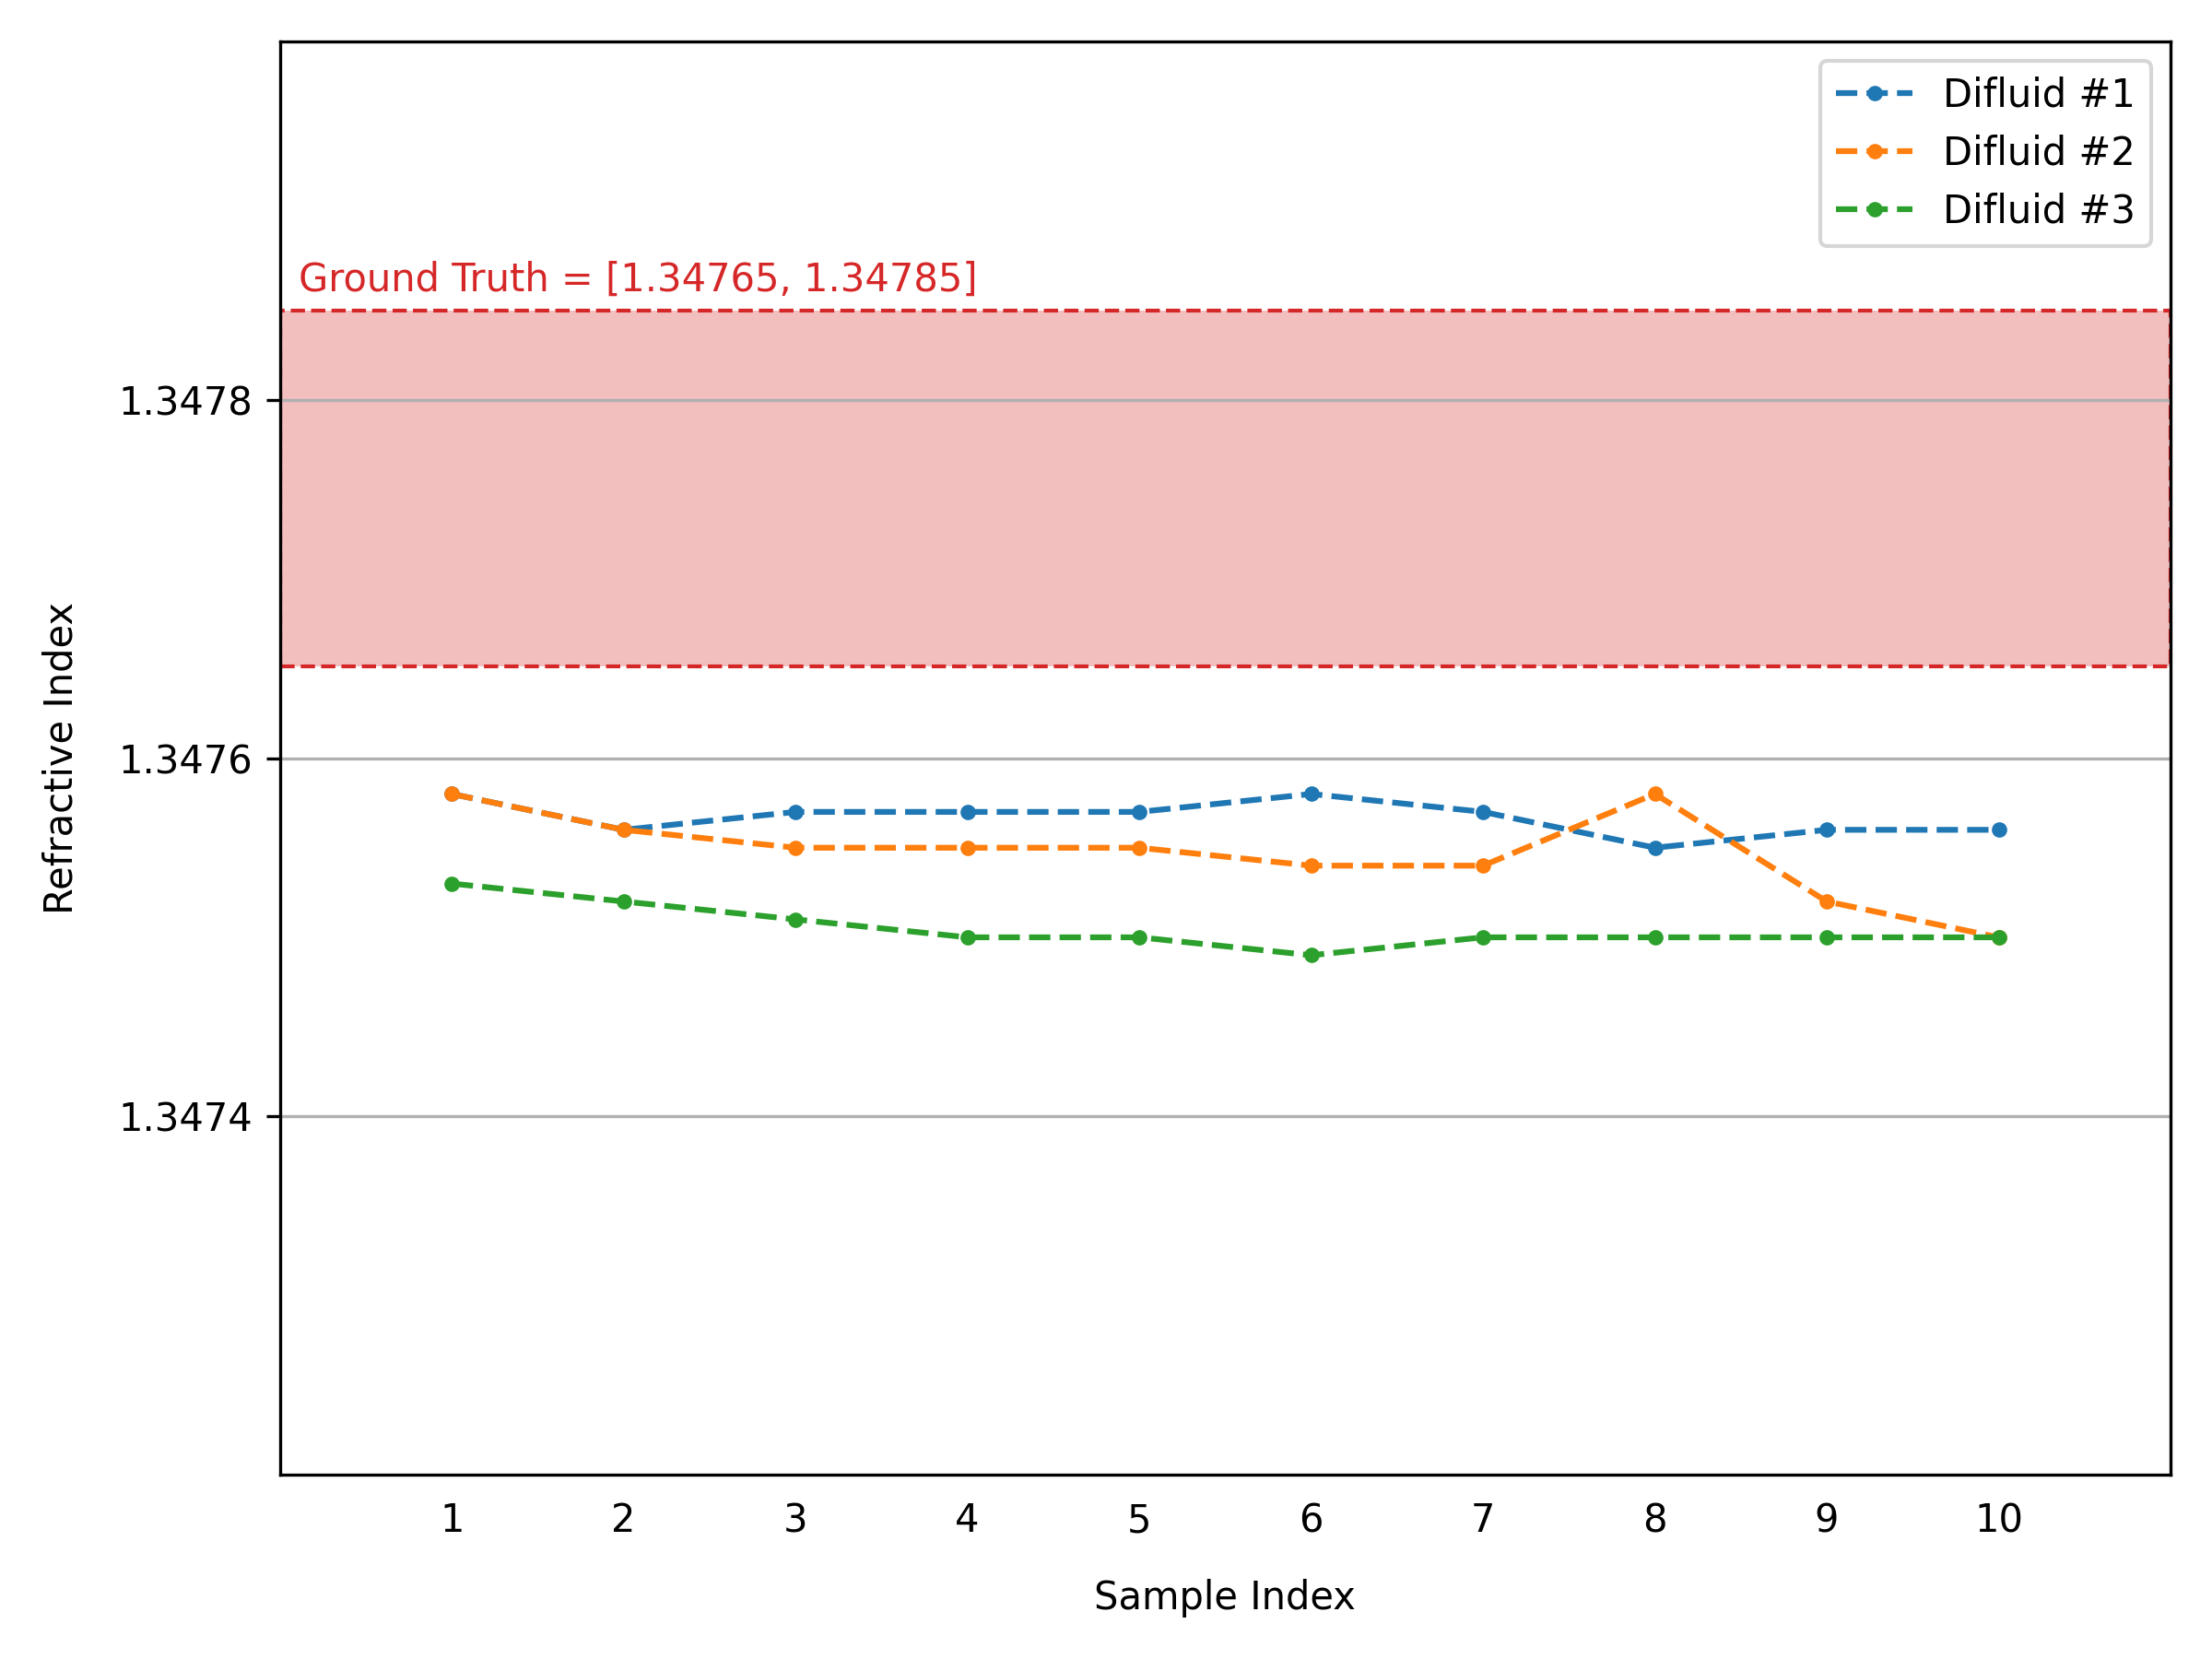 Difluid #1
Difluid #2
Difluid #3
Ground Truth = [1.34765, 1.34785]
1.3478
1.3476
1.3474
Refractive Index
1 2 3 4 5 6 7 8 9 10
Sample Index